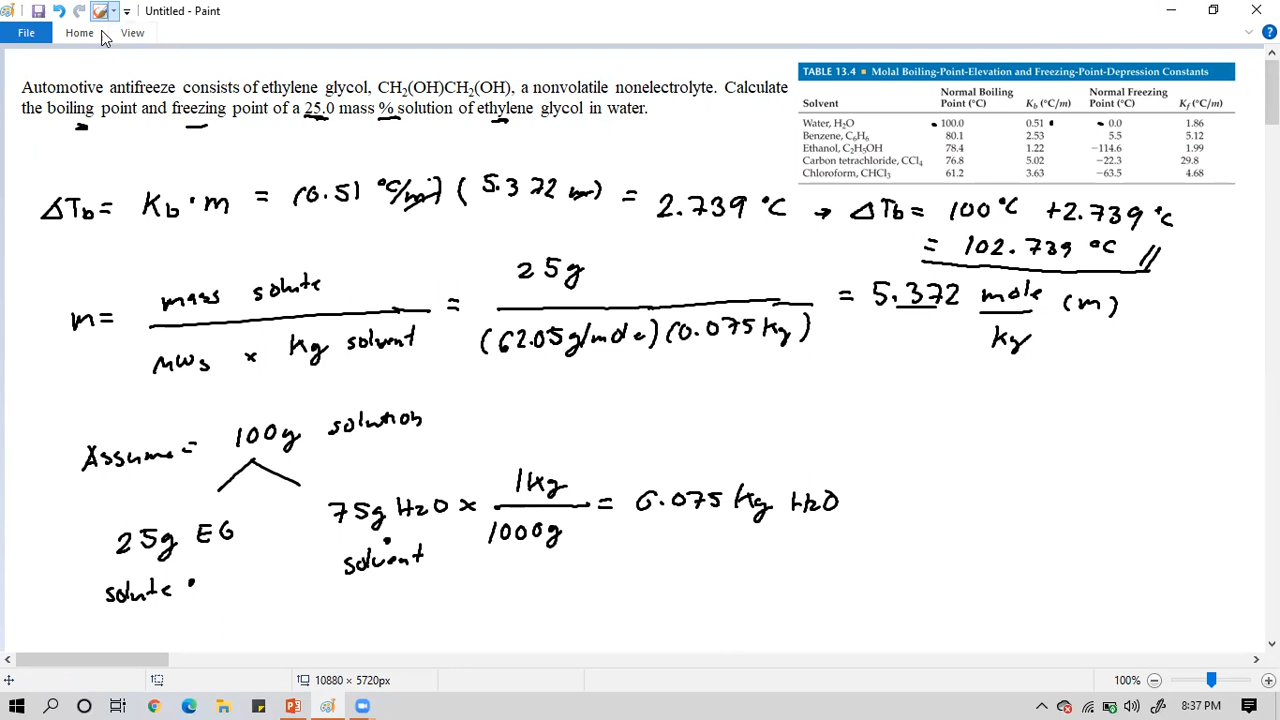 Untitled - Paint
File Home View
Automotive antifreeze consists of ethylene glycol, CH₂(OH)CH₂(OH), a nonvolatile nonelectrolyte. Calculate
the boiling point and freezing point of a 25.0 mass % solution of ethylene glycol in water.
TABLE 13.4 ■ Molal Boiling-Point-Elevation and Freezing-Point-Depression Constants
Solvent Normal Boiling Point (°C) Kb (°C/m) Normal Freezing Point (°C) Kf (°C/m)
Water, H₂O 100.0 0.51 0.0 1.86
Benzene, C₆H₆ 80.1 2.53 5.5 5.12
Ethanol, C₂H₅OH 78.4 1.22 −114.6 1.99
Carbon tetrachloride, CCl₄ 76.8 5.02 −22.3 29.8
Chloroform, CHCl₃ 61.2 3.63 −63.5 4.68
ΔTb = Kb · m = (0.51 °C/m) (5.372 m) = 2.739 °C → ΔTb = 100 °C + 2.739 °C
= 102.739 °C //
m = mass solute / MWs × kg solvent = 25g / (62.05 g/mole) (0.075 kg) = 5.372 mole / kg (m)
Assume = 100g solution
25g EG
solute
75g H2O × 1kg / 1000g = 0.075 kg H2O
solvent
10880 × 5720px
100%
8:37 PM